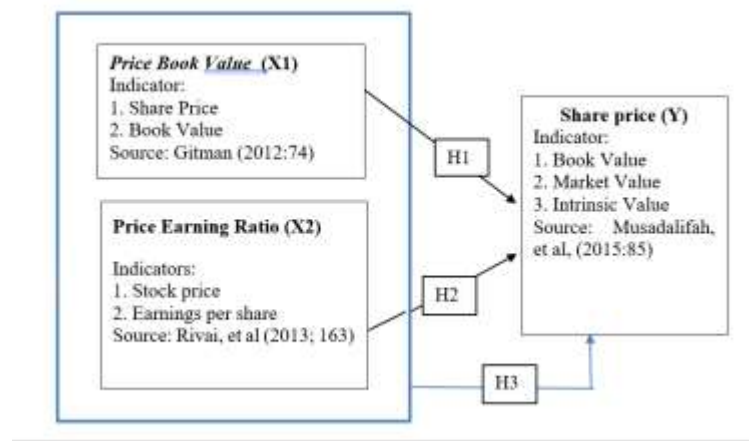 Price Book Value (X1)
Indicator:
1. Share Price
2. Book Value
Source: Gitman (2012:74)
Price Earning Ratio (X2)
Indicators:
1. Stock price
2. Earnings per share
Source: Rivai, et al (2013; 163)
H1
H2
H3
Share price (Y)
Indicator:
1. Book Value
2. Market Value
3. Intrinsic Value
Source: Musadalifah,
et al, (2015:85)